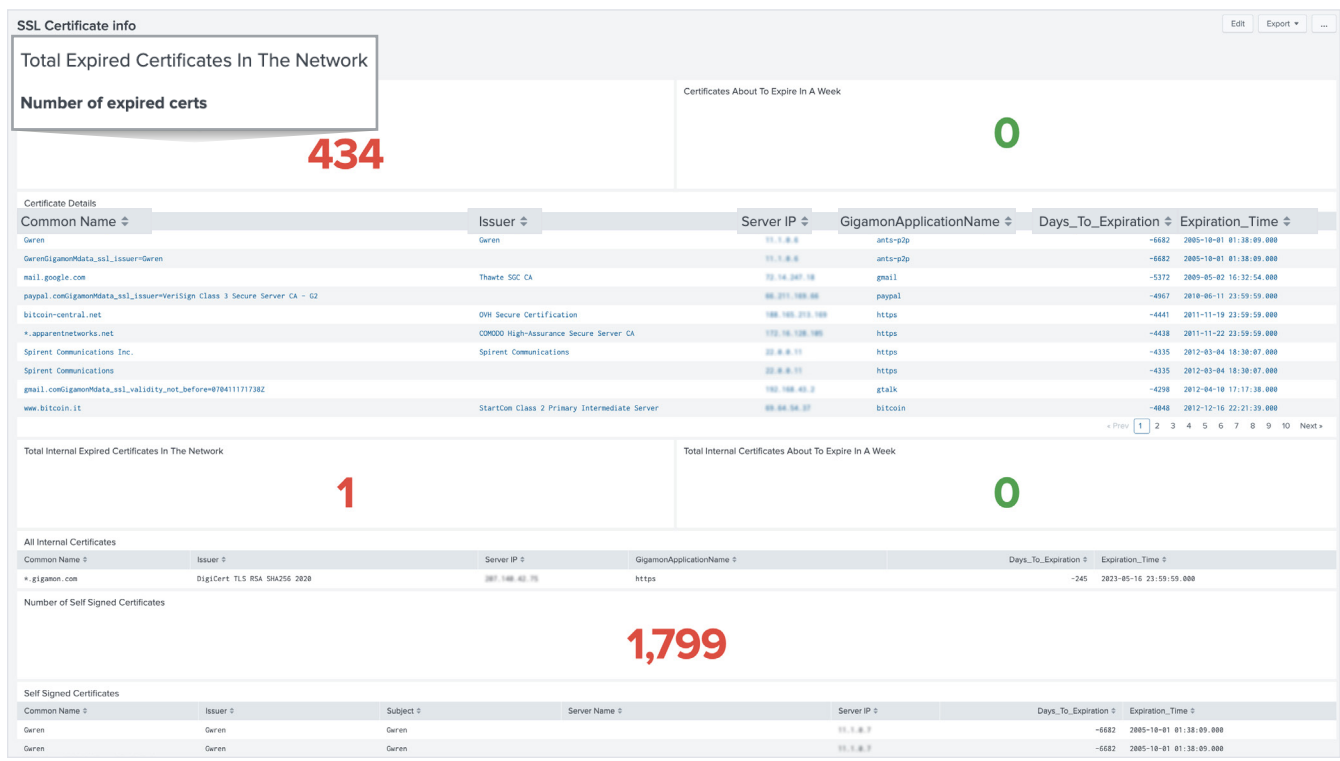 SSL Certificate info
Edit Export ...
Total Expired Certificates In The Network
Number of expired certs
434
Certificates About To Expire In A Week
0
Certificate Details
Common Name Issuer Server IP GigamonApplicationName Days_To_Expiration Expiration_Time
Gwren Gwren ants-p2p -6682 2005-10-01 01:38:09.000
GwrenGigamonMdata_ssl_issuer=Gwren ants-p2p -6682 2005-10-01 01:38:09.000
mail.google.com Thawte SGC CA gmail -5372 2009-05-02 16:32:54.000
paypal.comGigamonMdata_ssl_issuer=VeriSign Class 3 Secure Server CA - G2 paypal -4967 2010-06-11 23:59:59.000
bitcoin-central.net OVH Secure Certification https -4441 2011-11-19 23:59:59.000
*.apparentnetworks.net COMODO High-Assurance Secure Server CA https -4438 2011-11-22 23:59:59.000
Spirent Communications Inc. Spirent Communications https -4335 2012-03-04 18:30:07.000
Spirent Communications https -4335 2012-03-04 18:30:07.000
gmail.comGigamonMdata_ssl_validity_not_before=070411171738Z gtalk -4298 2012-04-10 17:17:38.000
www.bitcoin.it StartCom Class 2 Primary Intermediate Server bitcoin -4048 2012-12-16 22:21:39.000
« Prev 1 2 3 4 5 6 7 8 9 10 Next »
Total Internal Expired Certificates In The Network
1
Total Internal Certificates About To Expire In A Week
0
All Internal Certificates
Common Name Issuer Server IP GigamonApplicationName Days_To_Expiration Expiration_Time
*.gigamon.com DigiCert TLS RSA SHA256 2020 https -245 2023-05-16 23:59:59.000
Number of Self Signed Certificates
1,799
Self Signed Certificates
Common Name Issuer Subject Server Name Server IP Days_To_Expiration Expiration_Time
Gwren Gwren Gwren -6682 2005-10-01 01:38:09.000
Gwren Gwren Gwren -6682 2005-10-01 01:38:09.000